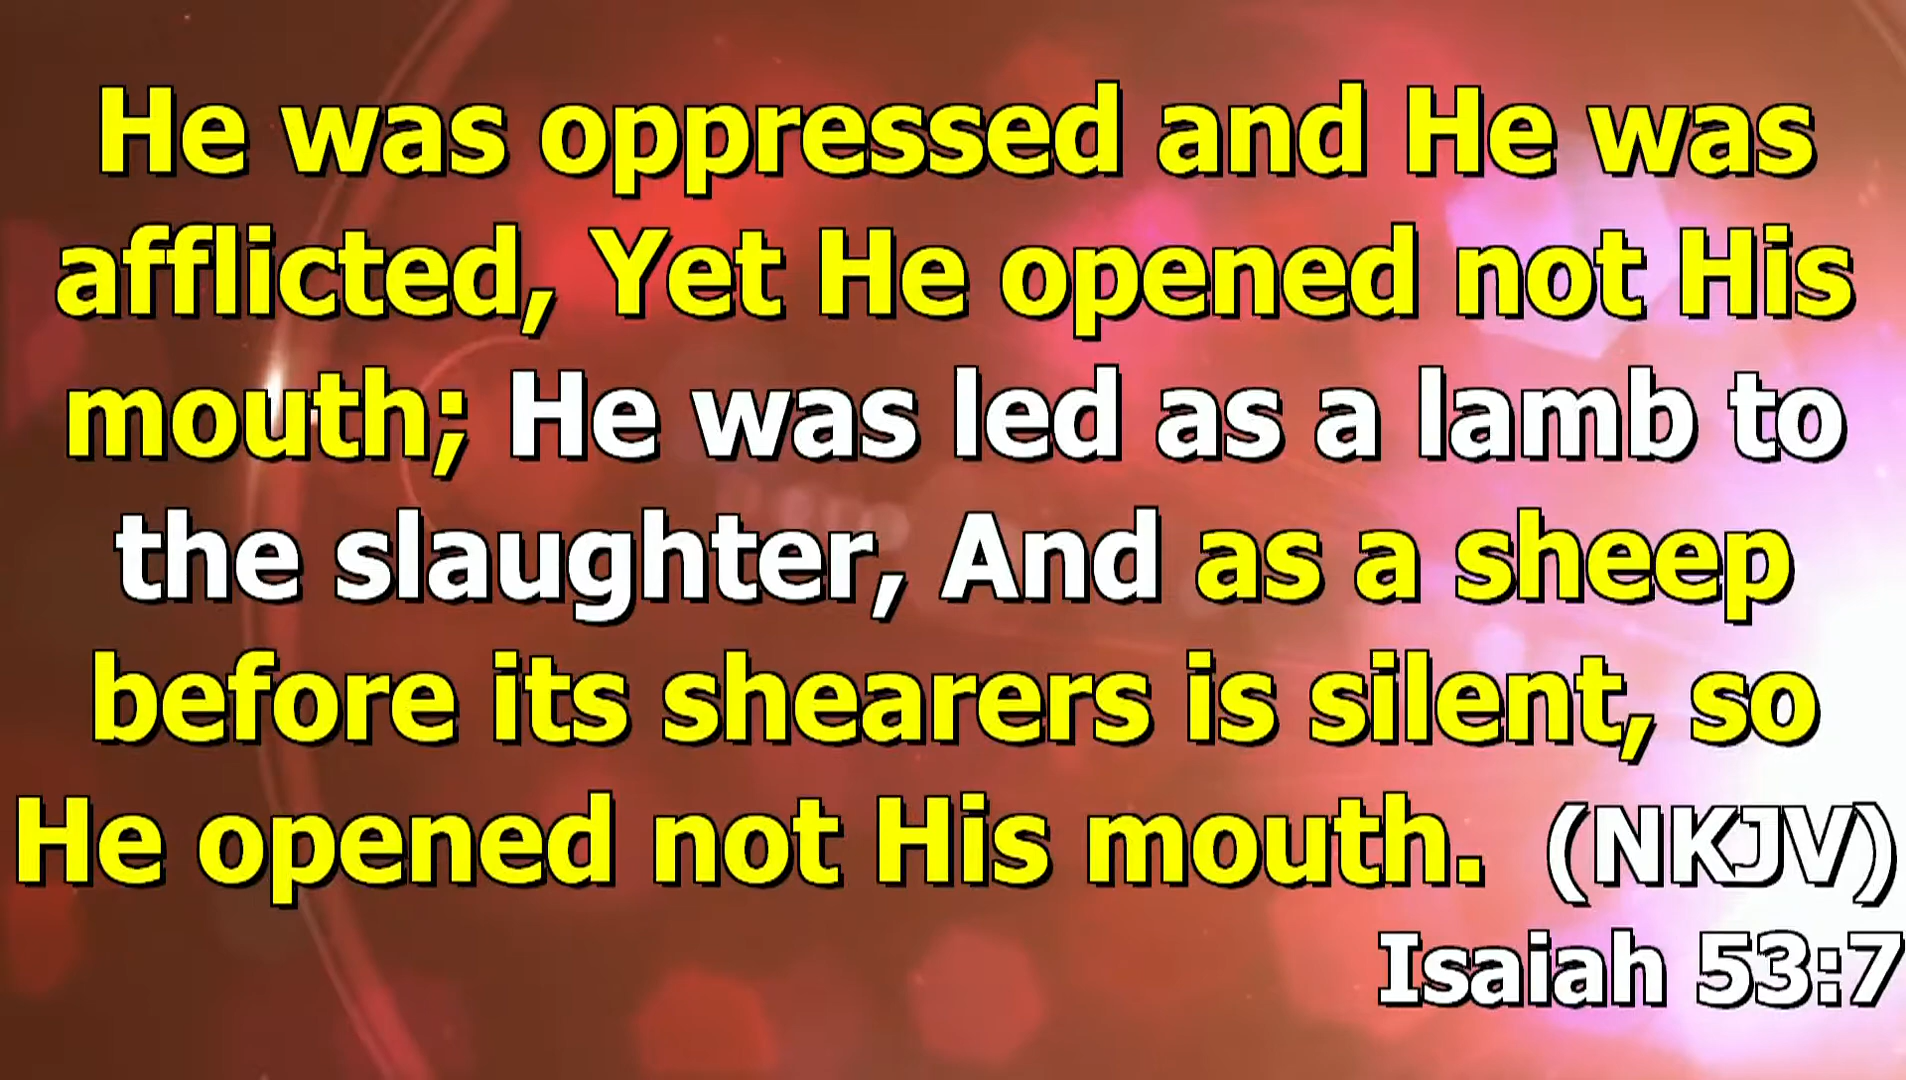 He was oppressed and He was
afflicted, Yet He opened not His
mouth; He was led as a lamb to
the slaughter, And as a sheep
before its shearers is silent, so
He opened not His mouth. (NKJV)
Isaiah 53:7